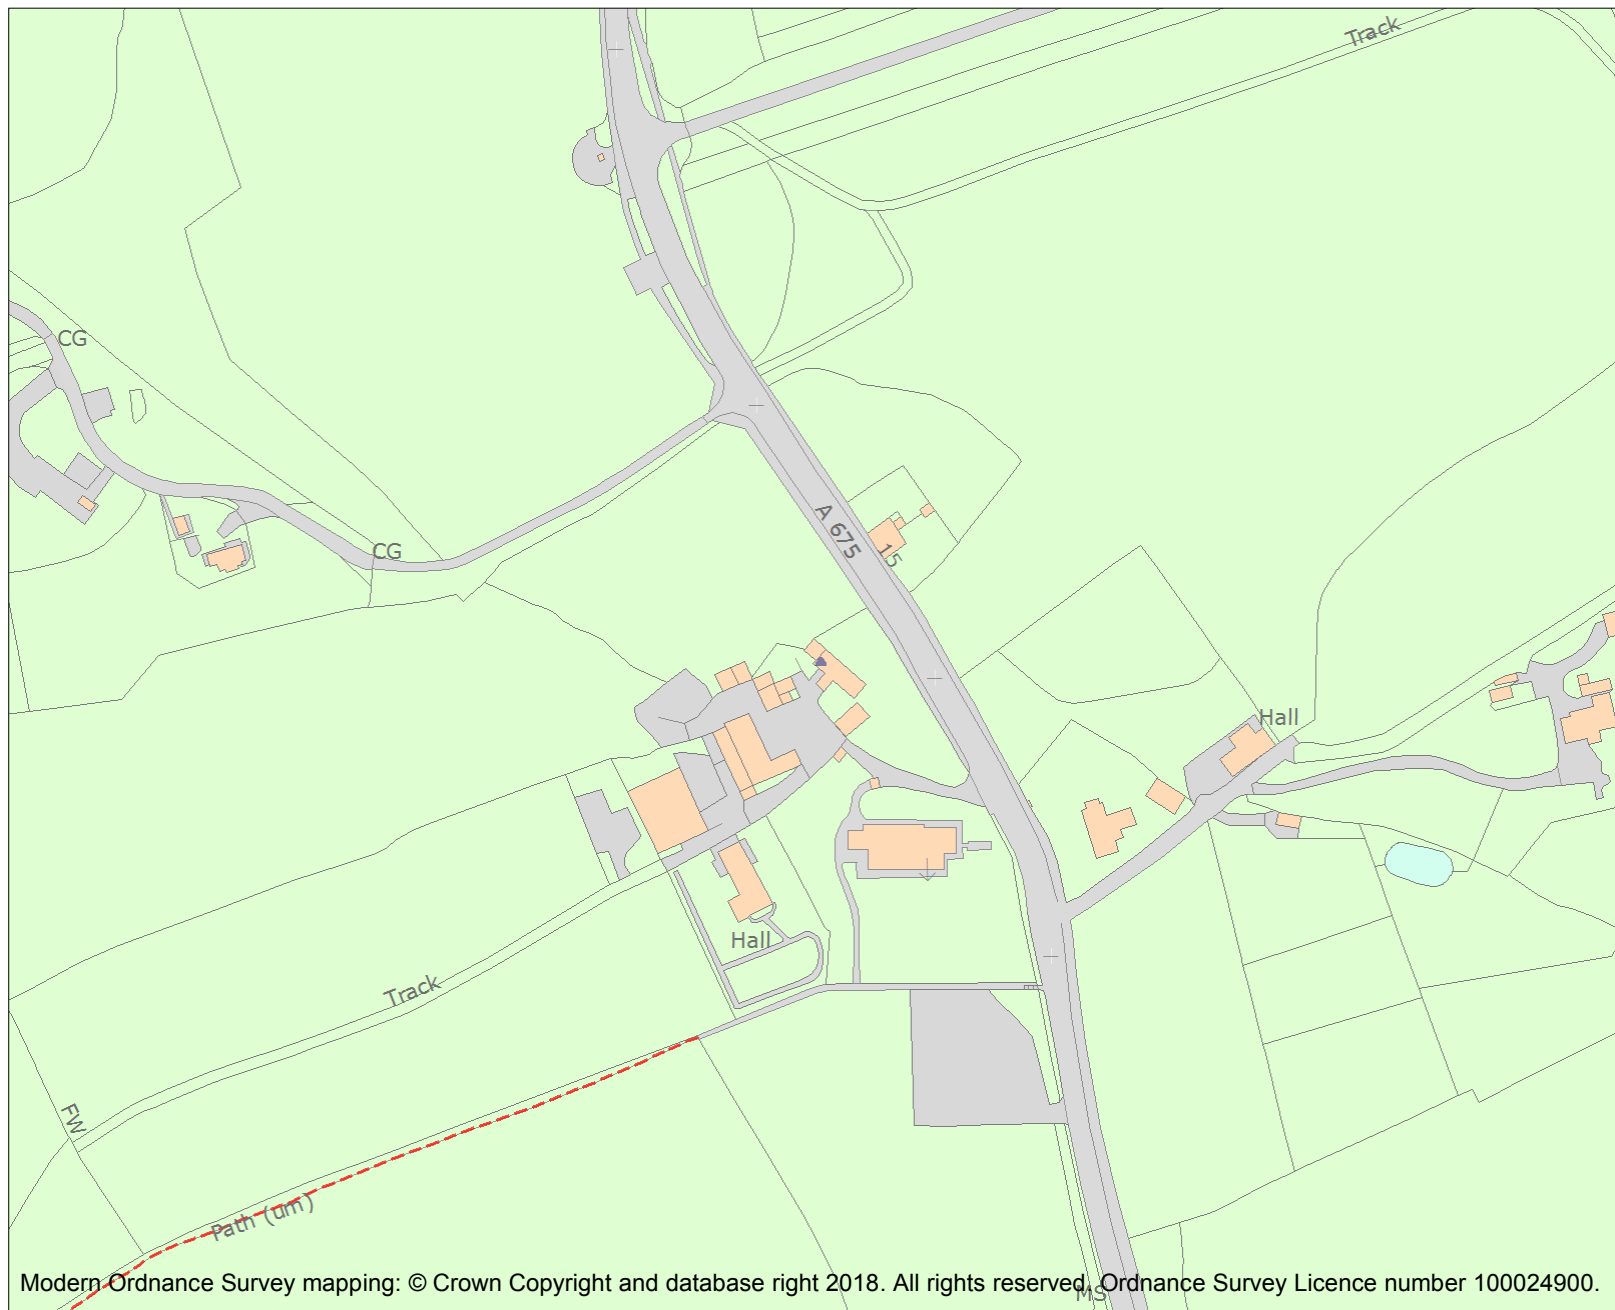 Track
CG
A 675
15
CG
Hall
Hall
Track
FW
Path (um)
MS
Modern Ordnance Survey mapping: © Crown Copyright and database right 2018. All rights reserved. Ordnance Survey Licence number 100024900.